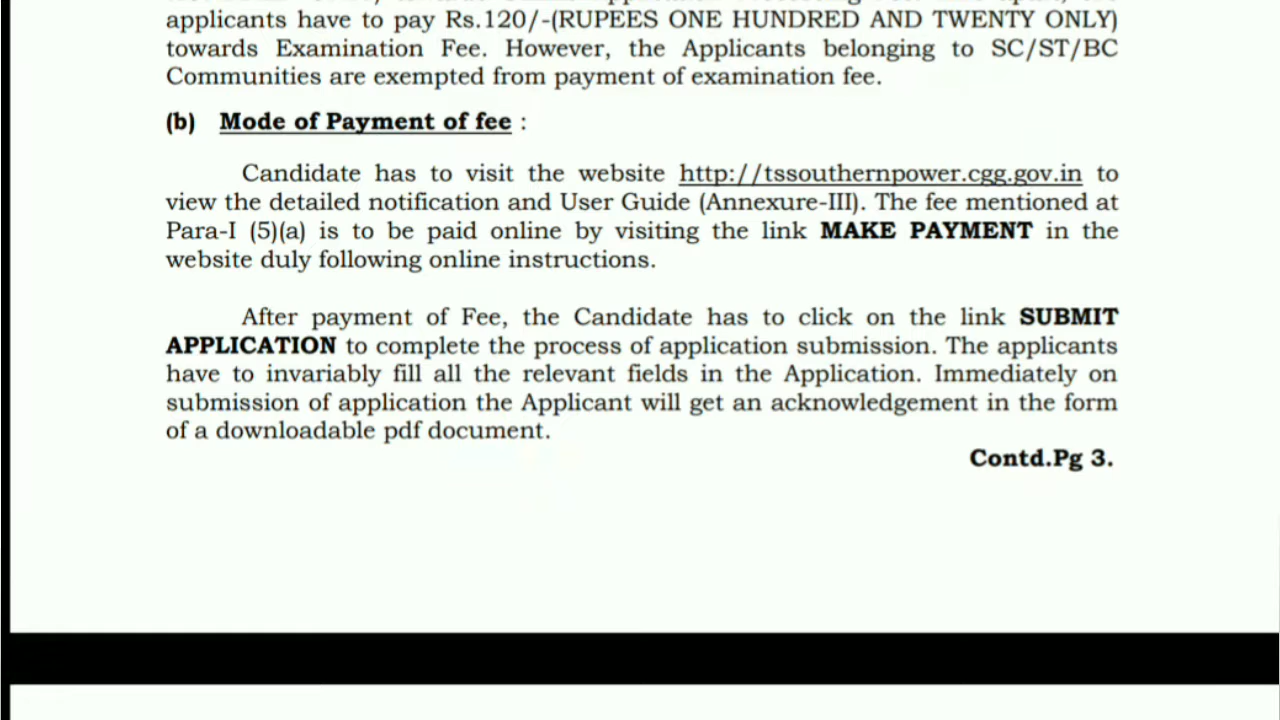 applicants have to pay Rs.120/-(RUPEES ONE HUNDRED AND TWENTY ONLY)
towards Examination Fee. However, the Applicants belonging to SC/ST/BC
Communities are exempted from payment of examination fee.
(b) Mode of Payment of fee :
Candidate has to visit the website http://tssouthernpower.cgg.gov.in to
view the detailed notification and User Guide (Annexure-III). The fee mentioned at
Para-I (5)(a) is to be paid online by visiting the link MAKE PAYMENT in the
website duly following online instructions.
After payment of Fee, the Candidate has to click on the link SUBMIT
APPLICATION to complete the process of application submission. The applicants
have to invariably fill all the relevant fields in the Application. Immediately on
submission of application the Applicant will get an acknowledgement in the form
of a downloadable pdf document.
Contd.Pg 3.